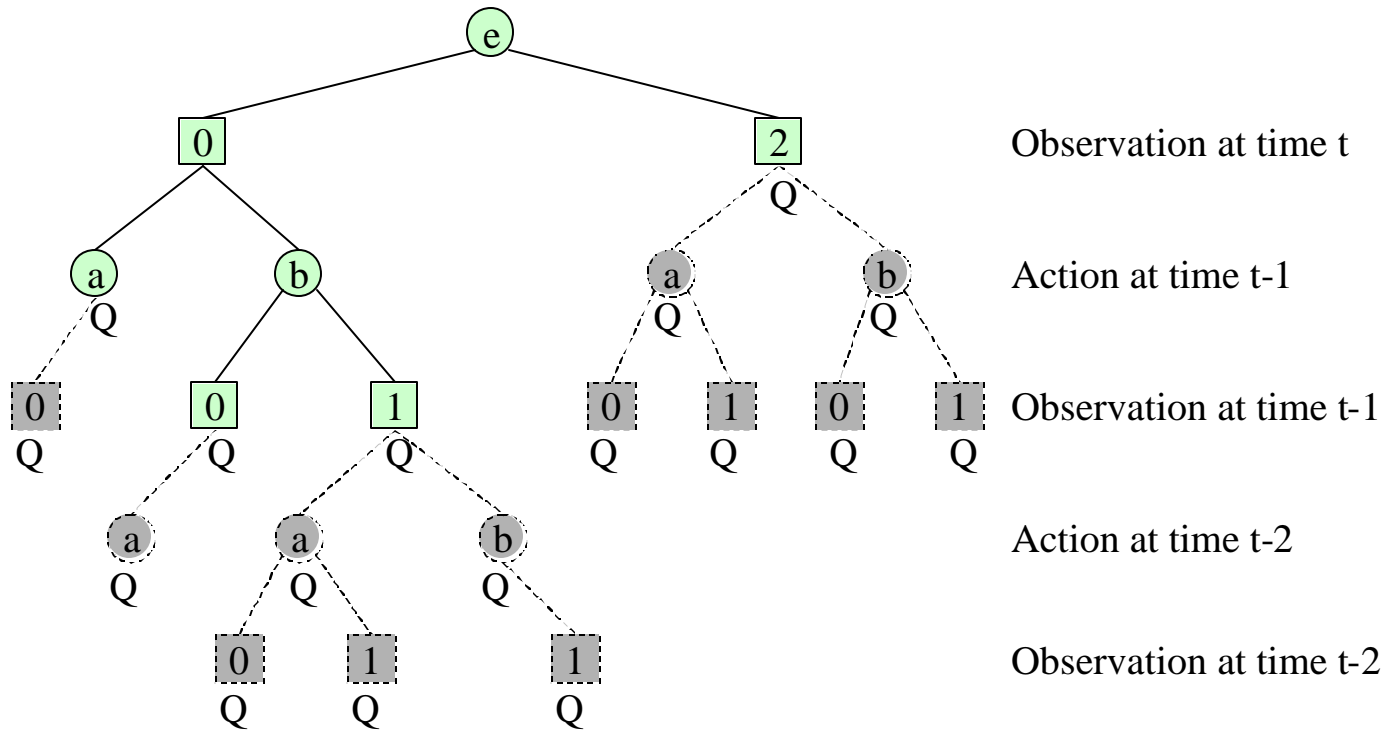 e
0 2 Observation at time t
Q
a b a b Action at time t-1
Q Q Q
0 0 1 0 1 0 1 Observation at time t-1
Q Q Q Q Q Q Q
a a b Action at time t-2
Q Q Q
0 1 1 Observation at time t-2
Q Q Q